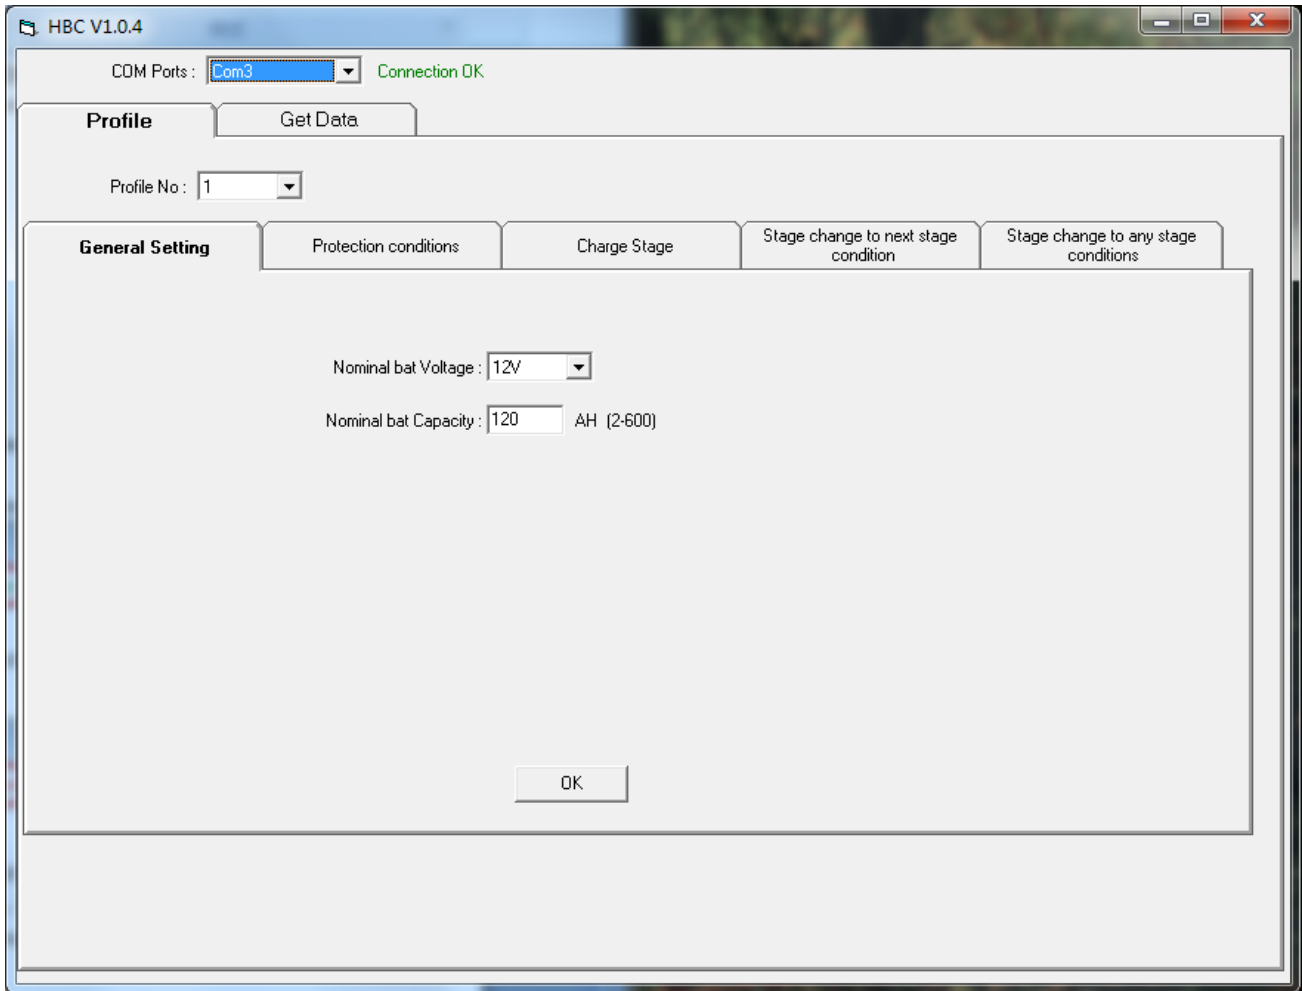 HBC V1.0.4
COM Ports : Com3 Connection OK
Profile Get Data
Profile No : 1
General Setting Protection conditions Charge Stage Stage change to next stage condition Stage change to any stage conditions
Nominal bat Voltage : 12V
Nominal bat Capacity : 120 AH (2-600)
OK